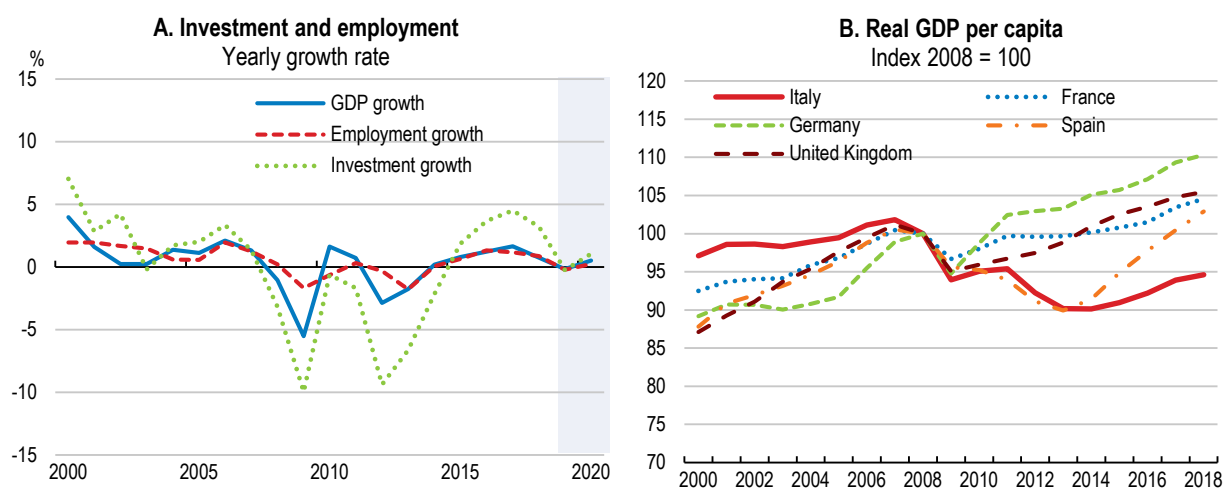 A. Investment and employment
Yearly growth rate
%
15
10
5
0
-5
-10
-15
GDP growth
Employment growth
Investment growth
2000 2005 2010 2015 2020
B. Real GDP per capita
Index 2008 = 100
120
115
110
105
100
95
90
85
80
75
70
Italy France
Germany Spain
United Kingdom
2000 2002 2004 2006 2008 2010 2012 2014 2016 2018